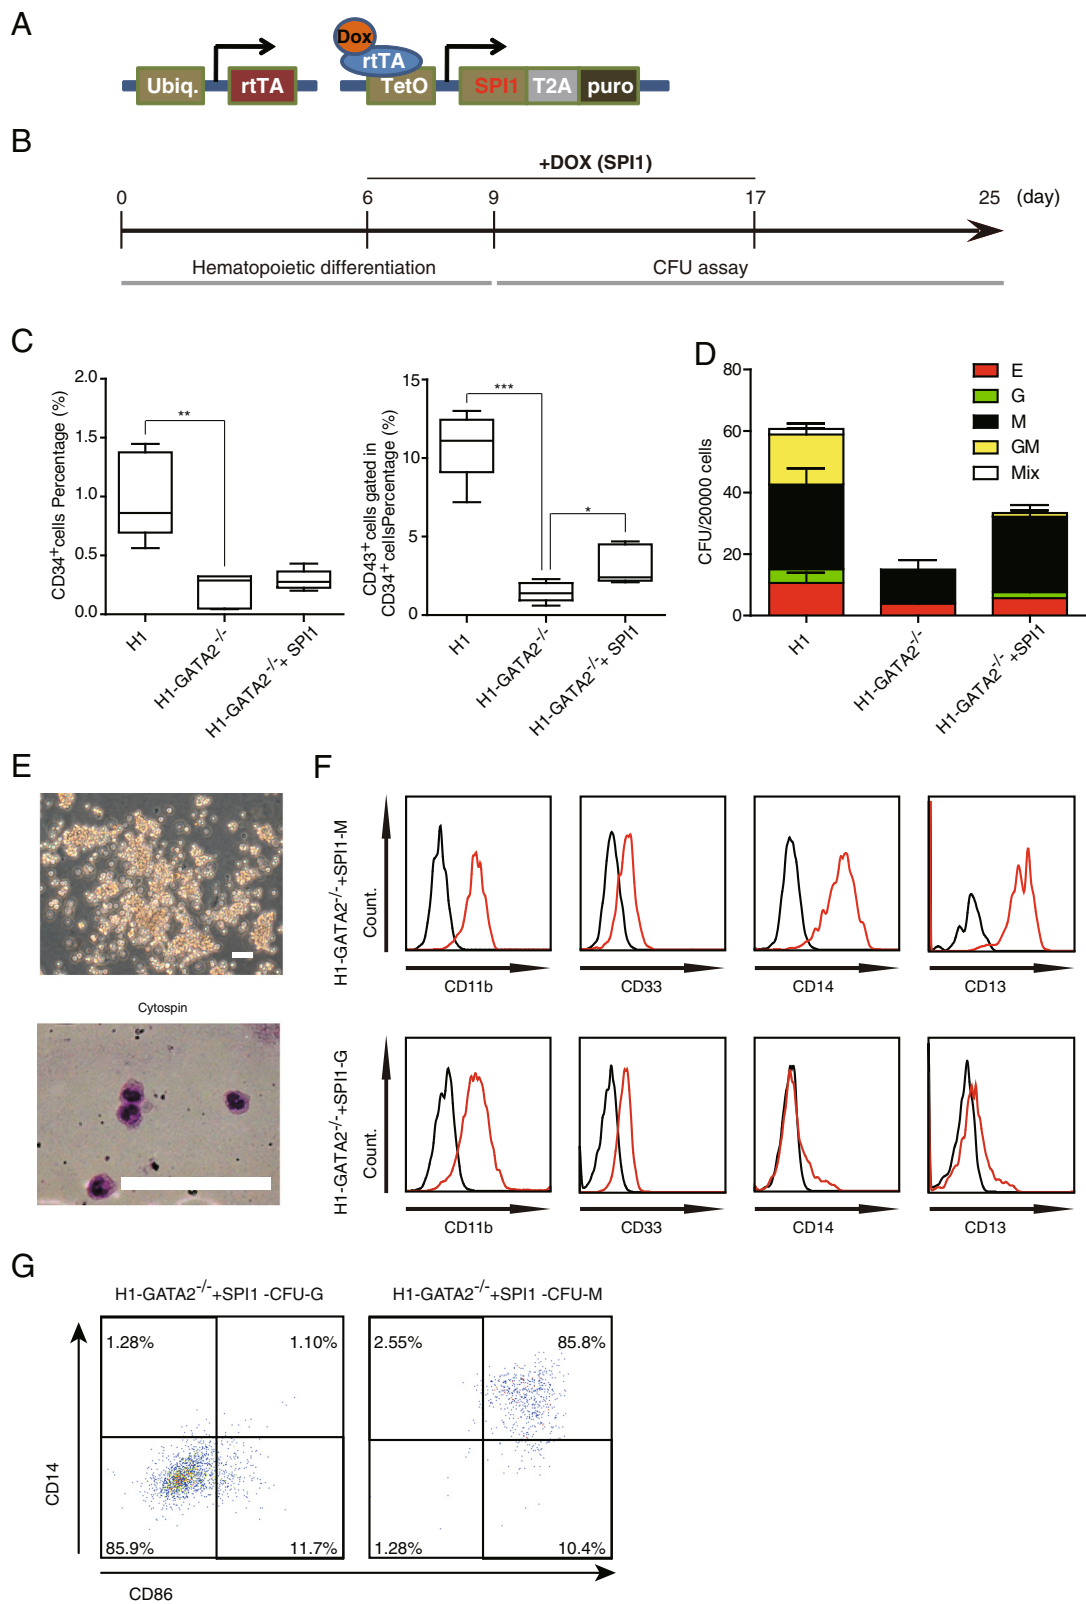 A
Dox
rtTA
Ubiq.
rtTA
TetO
SPI1
T2A
puro
B
+DOX (SPI1)
0
6
9
17
25
(day)
Hematopoietic differentiation
CFU assay
C
CD34+cells Percentage (%)
2.0
1.5
1.0
0.5
0.0
**
H1
H1-GATA2-/-
H1-GATA2-/-+ SPI1
CD43+cells gated in
CD34+cellsPercentage (%)
15
10
5
0
***
*
H1
H1-GATA2-/-
H1-GATA2-/-+ SPI1
D
CFU/20000 cells
80
60
40
20
0
E
G
M
GM
Mix
H1
H1-GATA2-/-
H1-GATA2-/-+SPI1
E
Cytospin
F
H1-GATA2-/-+SPI1-M
Count.
CD11b
CD33
CD14
CD13
H1-GATA2-/-+SPI1-G
Count.
CD11b
CD33
CD14
CD13
G
H1-GATA2-/-+SPI1 -CFU-G
H1-GATA2-/-+SPI1 -CFU-M
1.28%
1.10%
85.9%
11.7%
2.55%
85.8%
1.28%
10.4%
CD14
CD86